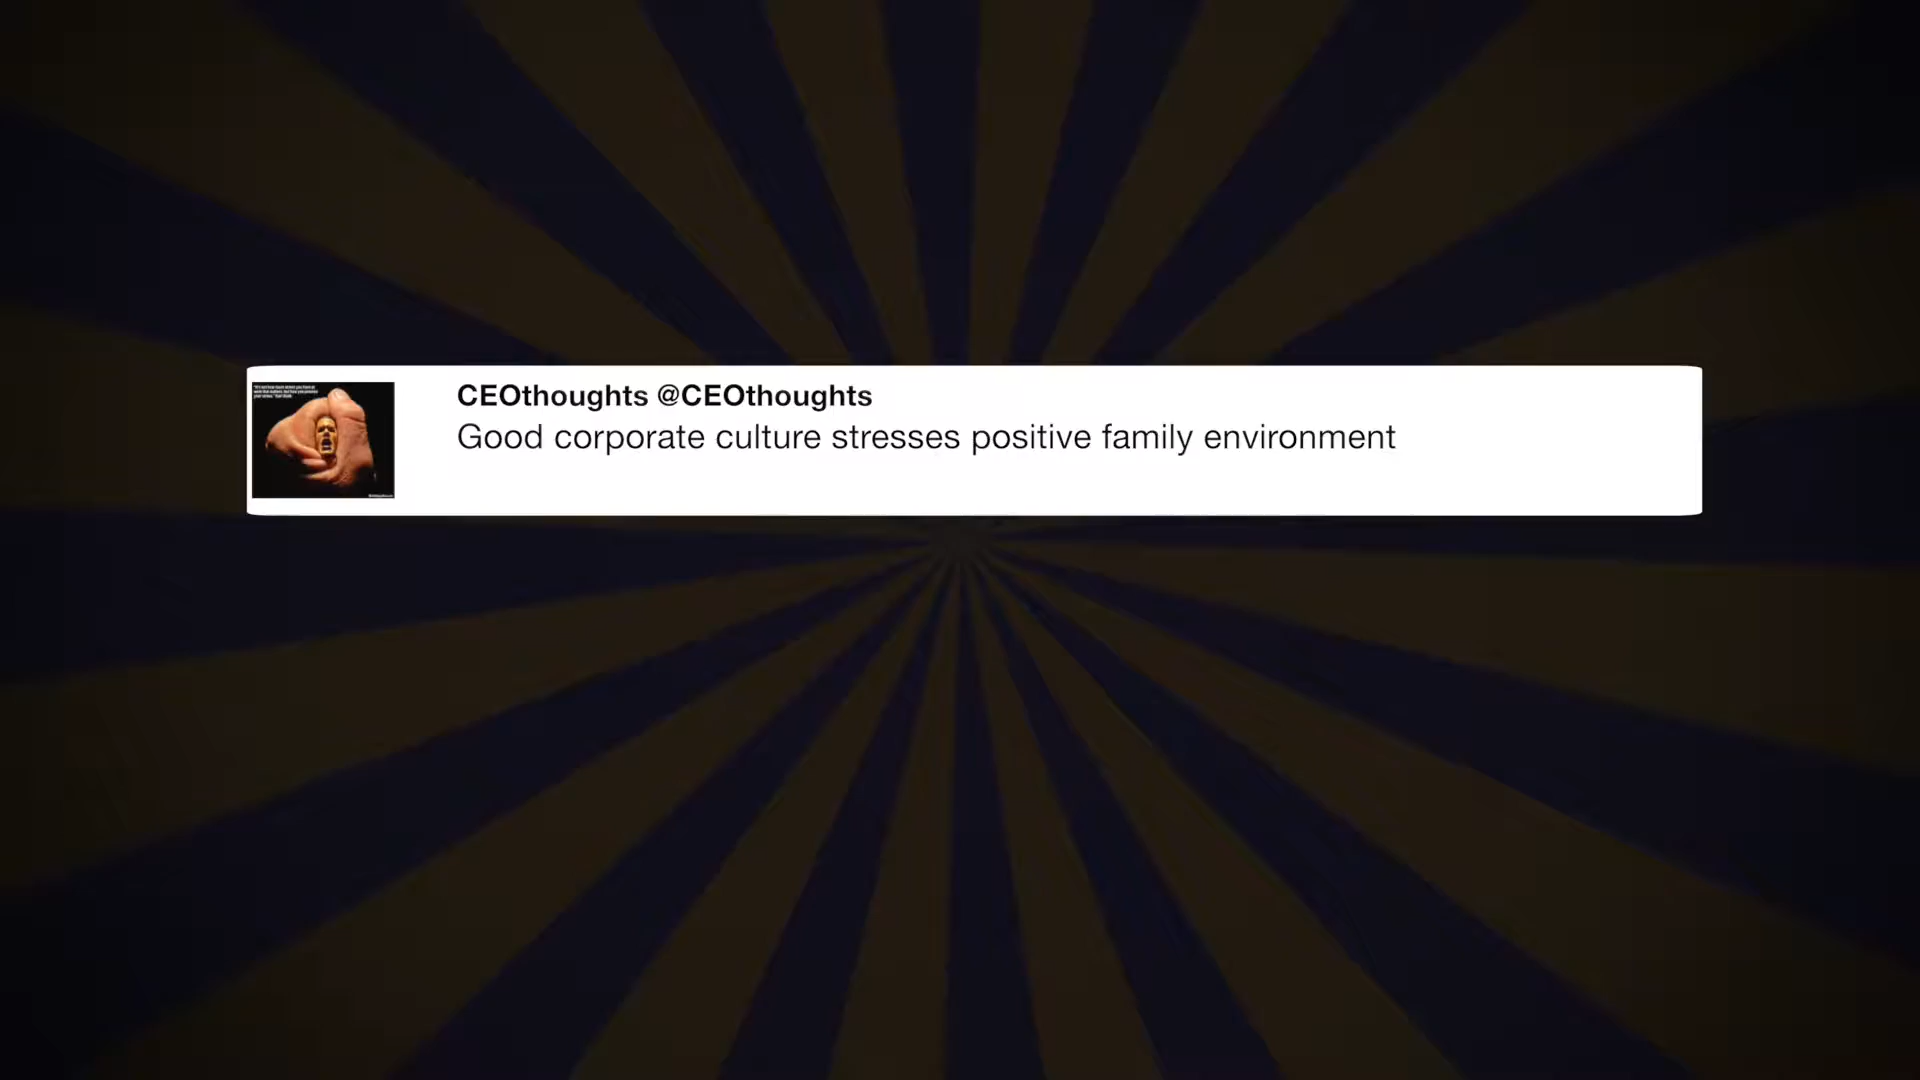 CEOthoughts @CEOthoughts
Good corporate culture stresses positive family environment